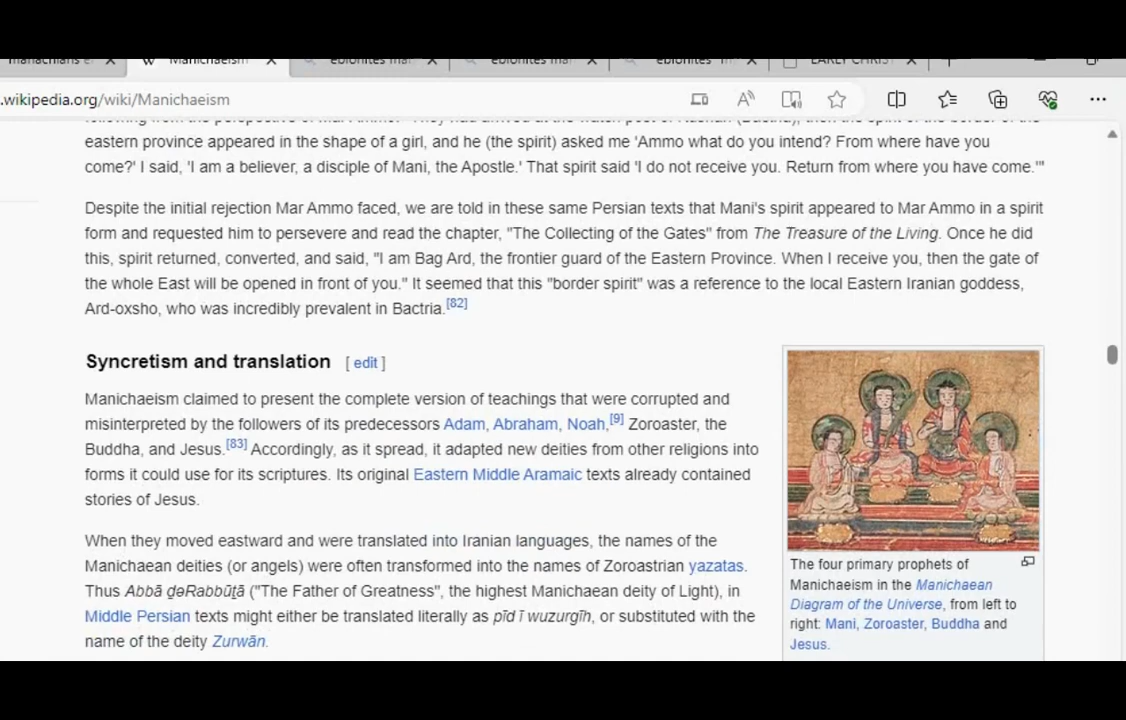 Manichaeism
ebionites ma
ebionites ma
ebionites
EARLY CHRIST
.wikipedia.org/wiki/Manichaeism
eastern province appeared in the shape of a girl, and he (the spirit) asked me 'Ammo what do you intend? From where have you
come?' I said, 'I am a believer, a disciple of Mani, the Apostle.' That spirit said 'I do not receive you. Return from where you have come.'"
Despite the initial rejection Mar Ammo faced, we are told in these same Persian texts that Mani's spirit appeared to Mar Ammo in a spirit
form and requested him to persevere and read the chapter, "The Collecting of the Gates" from The Treasure of the Living. Once he did
this, spirit returned, converted, and said, "I am Bag Ard, the frontier guard of the Eastern Province. When I receive you, then the gate of
the whole East will be opened in front of you." It seemed that this "border spirit" was a reference to the local Eastern Iranian goddess,
Ard-oxsho, who was incredibly prevalent in Bactria.[82]
Syncretism and translation [ edit ]
Manichaeism claimed to present the complete version of teachings that were corrupted and
misinterpreted by the followers of its predecessors Adam, Abraham, Noah,[9] Zoroaster, the
Buddha, and Jesus.[83] Accordingly, as it spread, it adapted new deities from other religions into
forms it could use for its scriptures. Its original Eastern Middle Aramaic texts already contained
stories of Jesus.
When they moved eastward and were translated into Iranian languages, the names of the
Manichaean deities (or angels) were often transformed into the names of Zoroastrian yazatas.
Thus Abbā ḏəRabbūṯā ("The Father of Greatness", the highest Manichaean deity of Light), in
Middle Persian texts might either be translated literally as pīd ī wuzurgīh, or substituted with the
name of the deity Zurwān.
The four primary prophets of
Manichaeism in the Manichaean
Diagram of the Universe, from left to
right: Mani, Zoroaster, Buddha and
Jesus.